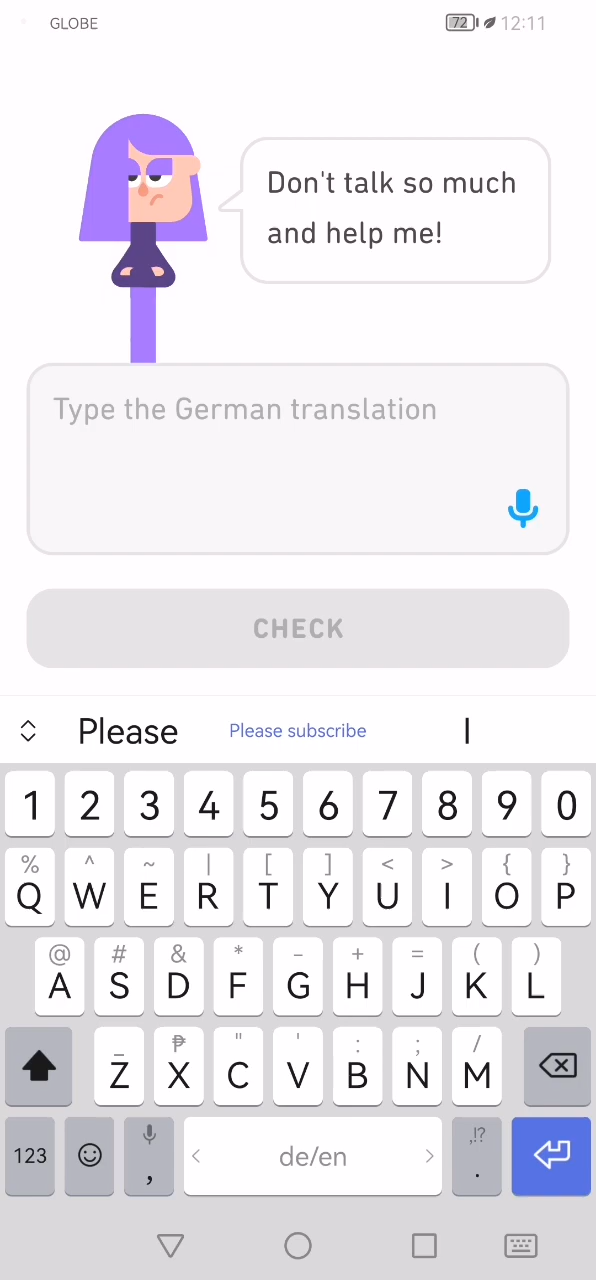 GLOBE 72 12:11
Don't talk so much
and help me!
Type the German translation
CHECK
Please Please subscribe I
1 2 3 4 5 6 7 8 9 0
% ^ ~ | [ ] < > { }
Q W E R T Y U I O P
@ # & * - + = ( )
A S D F G H J K L
_ ₱ " ' : ; /
Z X C V B N M
,!?
123 , de/en .